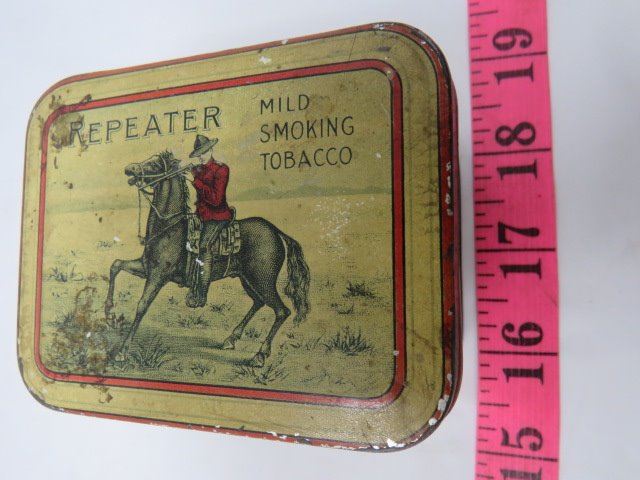 REPEATER
MILD
SMOKING
TOBACCO
19
18
17
16
15